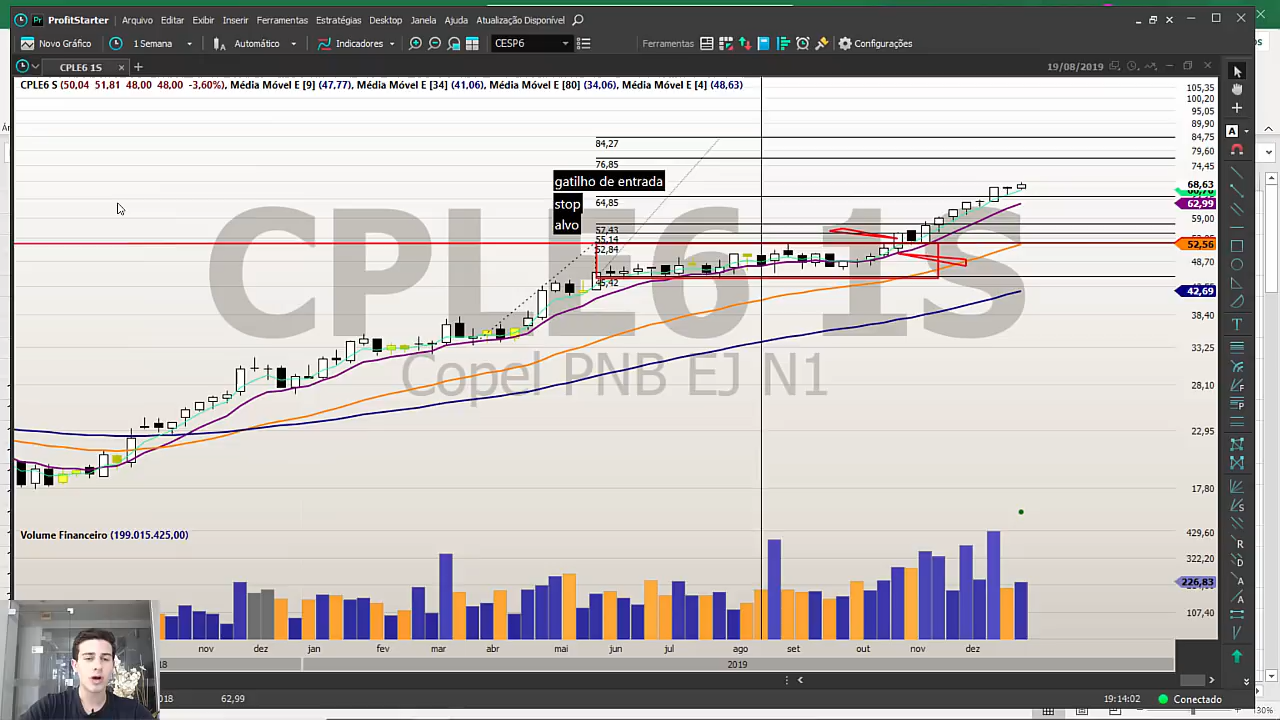 ProfitStarter Arquivo Editar Exibir Inserir Ferramentas Estratégias Desktop Janela Ajuda Atualização Disponível
Novo Gráfico 1 Semana Automático Indicadores CESP6 Ferramentas Configurações
CPLE6 1S
19/08/2019
CPLE6 S (50,04 51,81 48,00 48,00 -3,60%), Média Móvel E [9] (47,77), Média Móvel E [34] (41,06), Média Móvel E [80] (34,06), Média Móvel E [4] (48,63)
105,35
100,20
95,05
89,90
84,75
79,60
74,45
68,63
62,99
59,00
52,56
48,70
42,69
38,40
33,25
28,10
22,95
17,80
84,27
76,85
gatilho de entrada
stop
alvo
64,85
57,43
55,14
52,84
45,42
CPLE6 1S
Copel PNB EJ N1
Volume Financeiro (199.015.425,00)
429,60
322,20
226,83
107,40
nov dez jan fev mar abr mai jun jul ago set out nov dez
2019
62,99
19:14:02
Conectado
30%